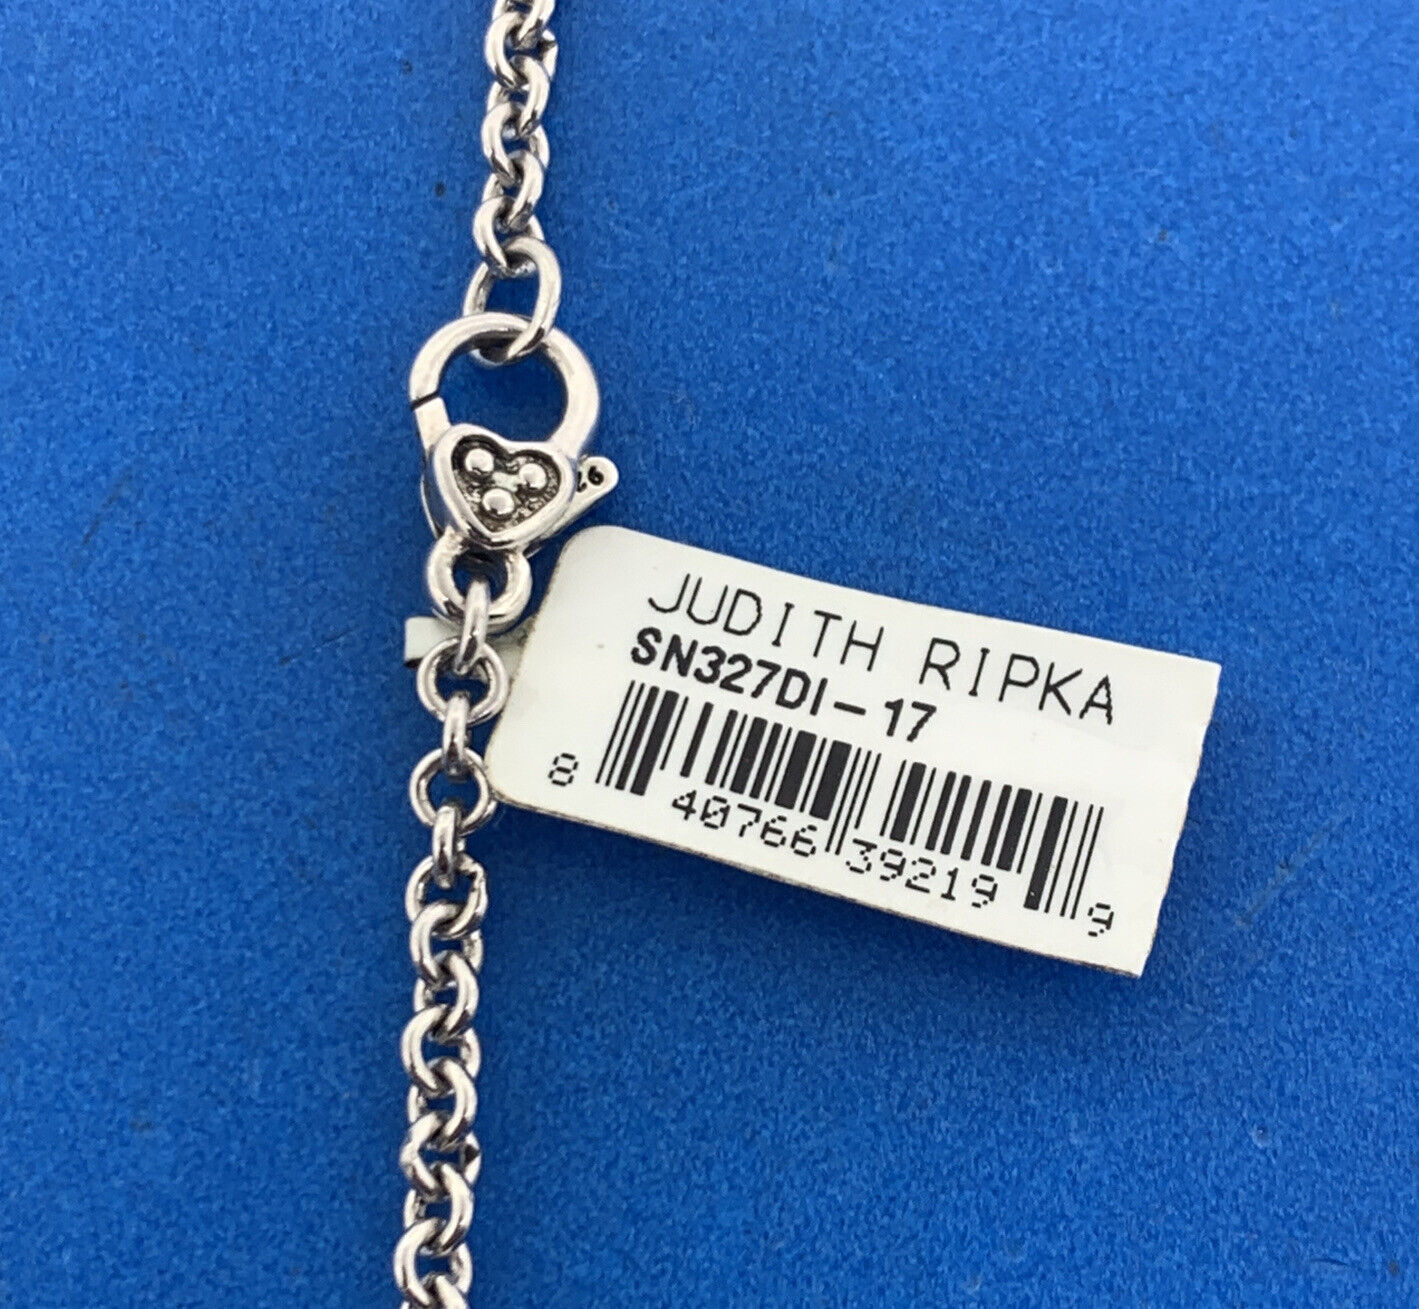 JUDITH RIPKA
SN327DI-17
8 40766 39219 9